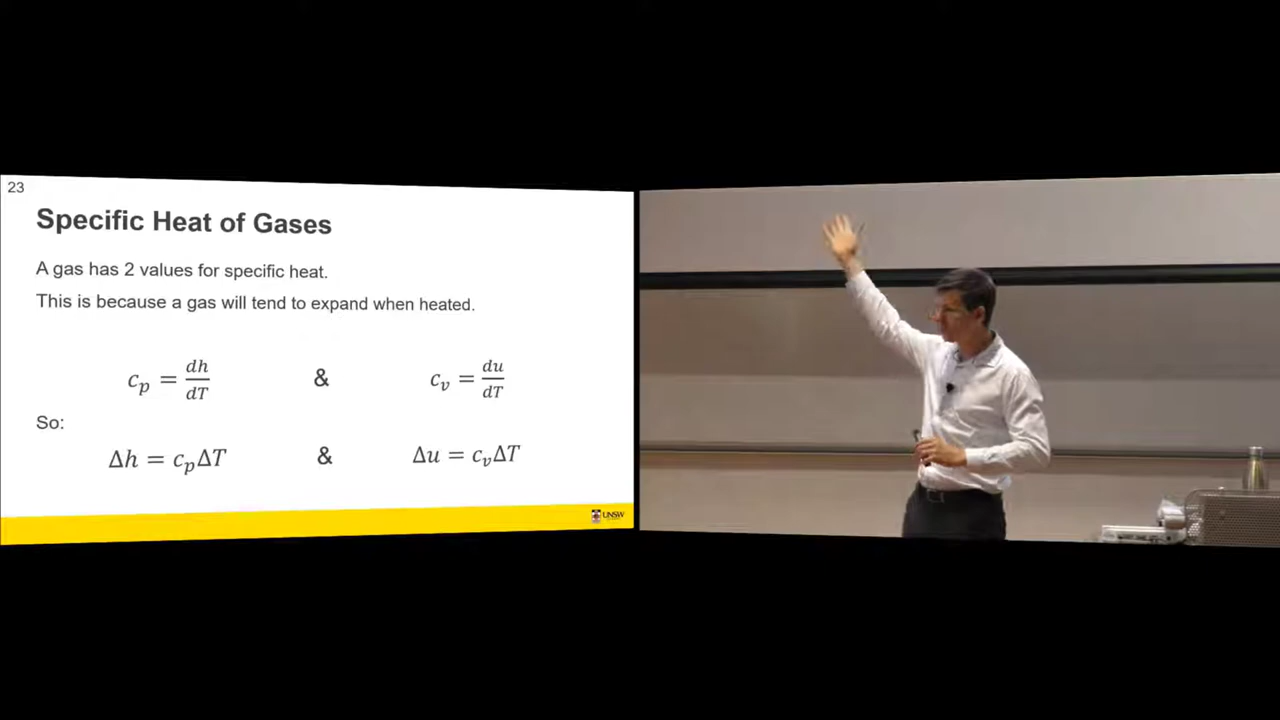 23
Specific Heat of Gases
A gas has 2 values for specific heat.
This is because a gas will tend to expand when heated.
c_p = dh/dT & c_v = du/dT
So:
Δh = c_pΔT & Δu = c_vΔT
UNSW